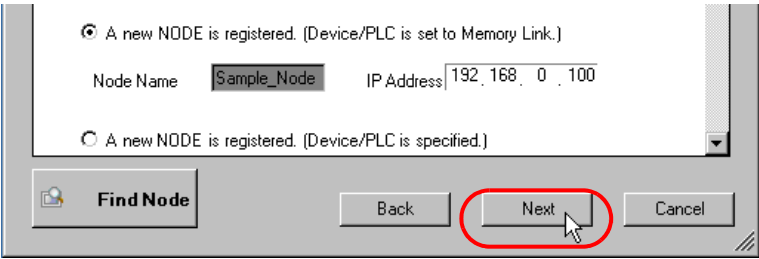 A new NODE is registered. (Device/PLC is set to Memory Link.)
Node Name Sample_Node IP Address 192 . 168 . 0 . 100
A new NODE is registered. (Device/PLC is specified.)
Find Node Back Next Cancel